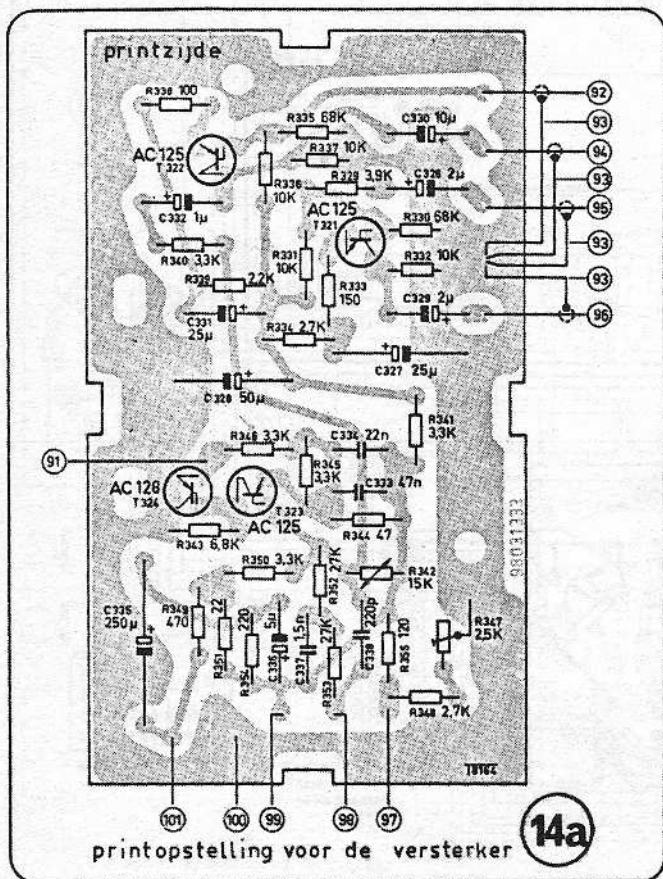 printzijde
R338 100
R335 68K
C330 10µ
+
92
93
AC125
T322
R337 10K
94
R336
10K
R329 3,9K
+
C326 2µ
93
+
C332 1µ
AC125
T321
R330 68K
95
R340 3,3K
R331
10K
R332 10K
93
R339 2,2K
R333
150
93
C331
25µ
+
C329 2µ
+
96
R334 2,7K
+
C327 25µ
+
C328 50µ
R341
3,3K
R346 3,3K
C334 22n
91
R345
3,3K
C333 47n
AC128
T324
T323
AC125
R344 47
98031333
R343 6,8K
R350 3,3K
R352 27K
R342
15K
C335
250µ
+
R349
470
R351 22
R354 220
C336 5µ
+
C337 1,5n
R353 27K
C338 220p
R355 120
R347
2,5K
R348 2,7K
18164
101
100
99
98
97
printopstelling voor de versterker
14a